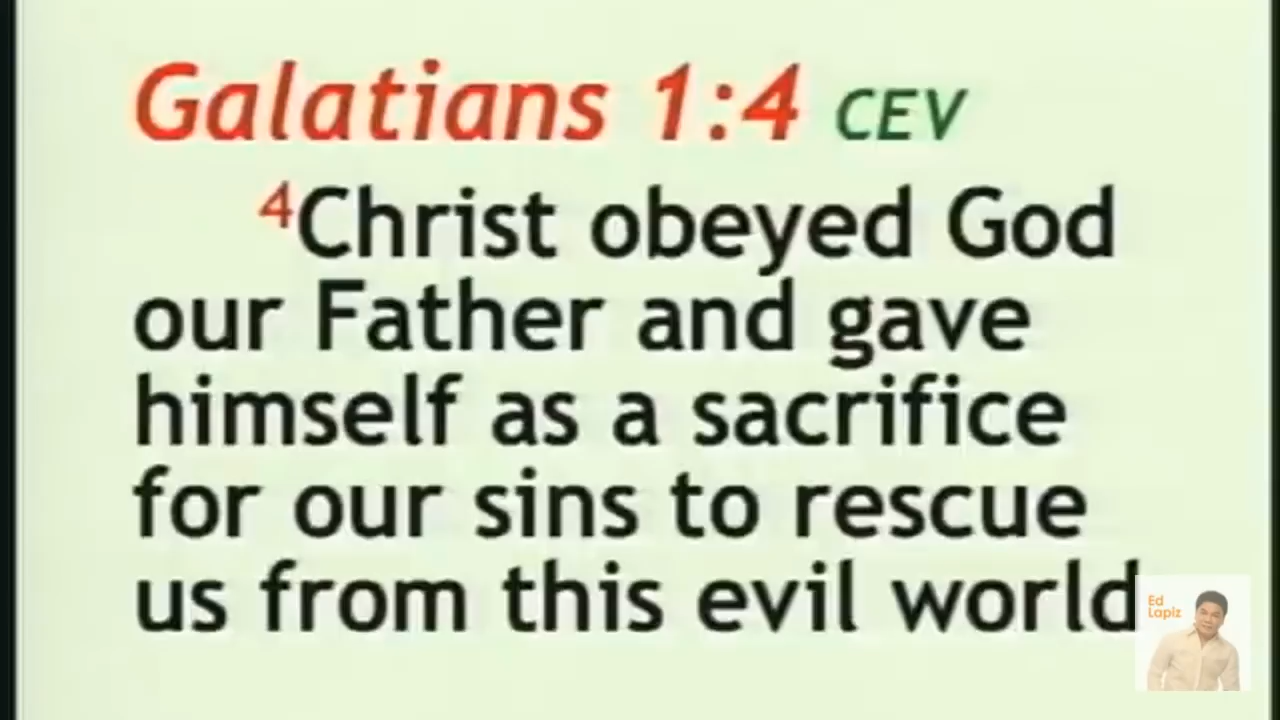 Galatians 1:4 CEV
4Christ obeyed God
our Father and gave
himself as a sacrifice
for our sins to rescue
us from this evil world
Ed
Lapiz